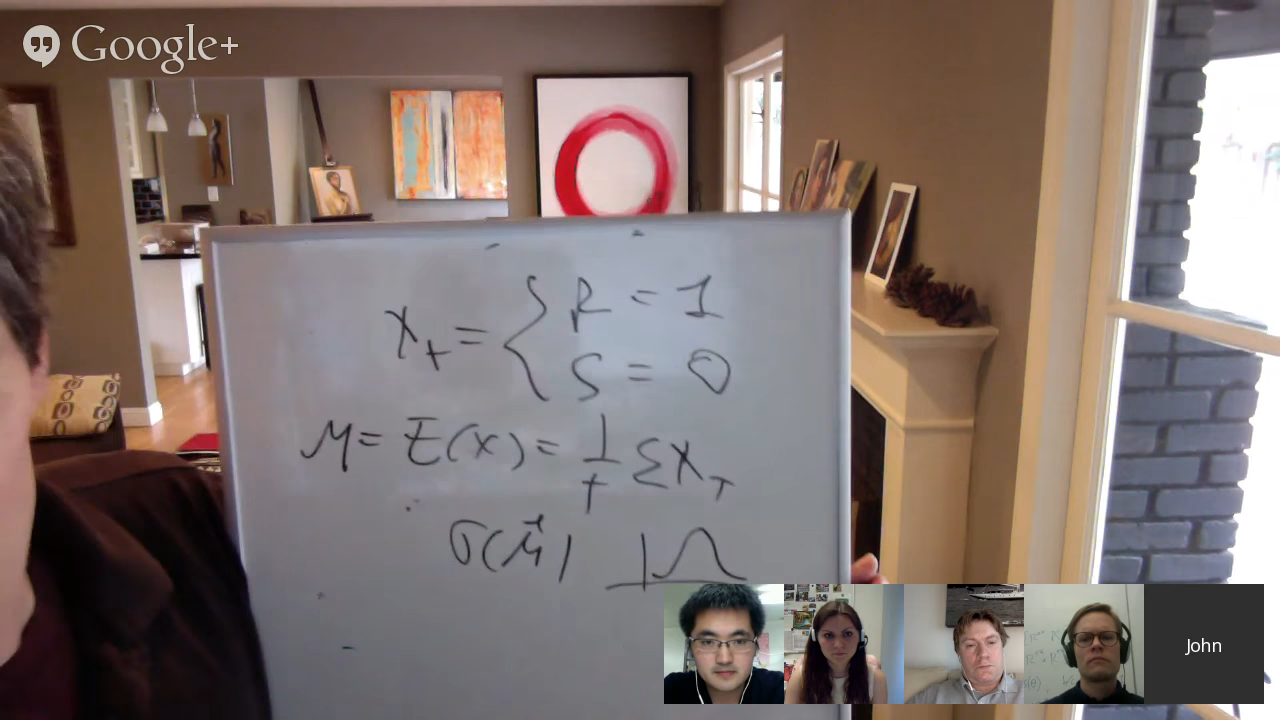 Google+
X_t = { R = 1
S = 0
M = E(X) = 1/T ΣX_T
σ(μ⃗)
John